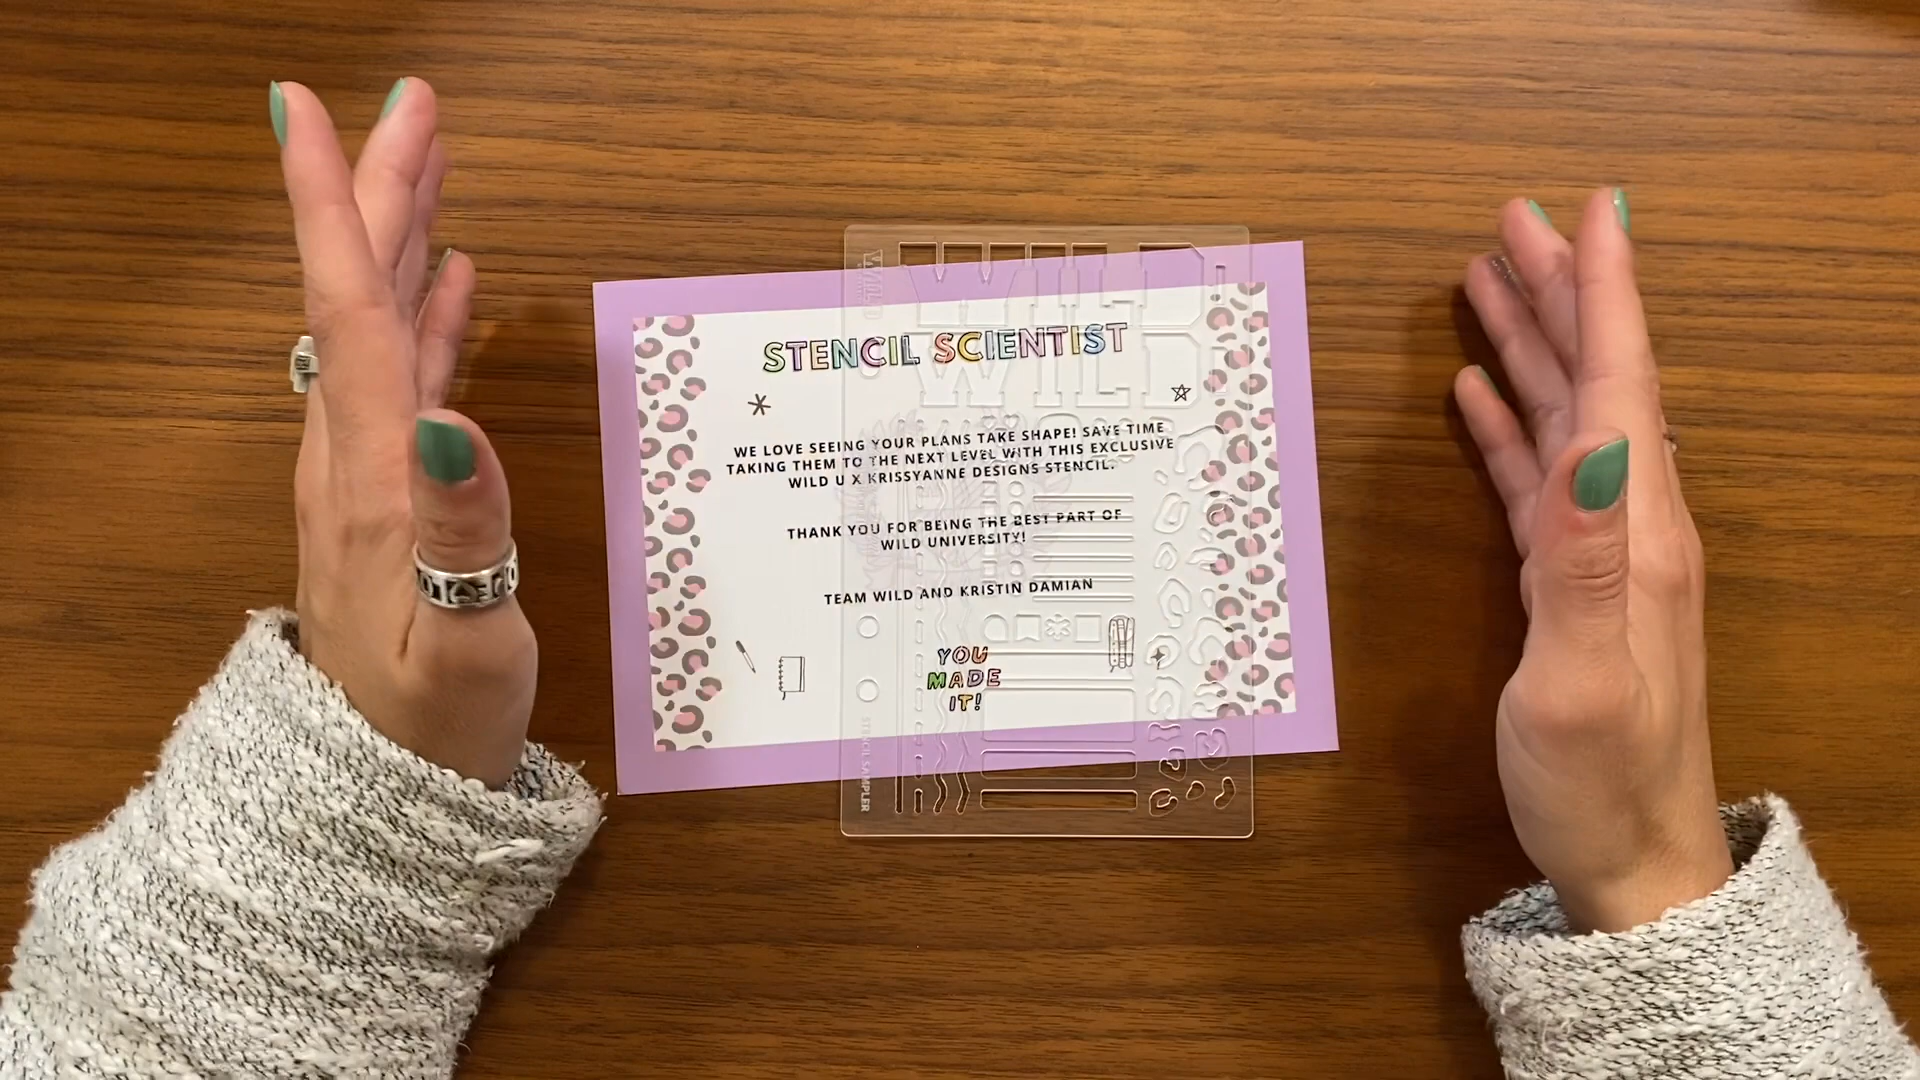 WILD
WILD
STENCIL SCIENTIST
WE LOVE SEEING YOUR PLANS TAKE SHAPE! SAVE TIME
TAKING THEM TO THE NEXT LEVEL WITH THIS EXCLUSIVE
WILD U X KRISSYANNE DESIGNS STENCIL.
THANK YOU FOR BEING THE BEST PART OF
WILD UNIVERSITY!
TEAM WILD AND KRISTIN DAMIAN
YOU
MADE
IT!
STENCIL SAMPLER